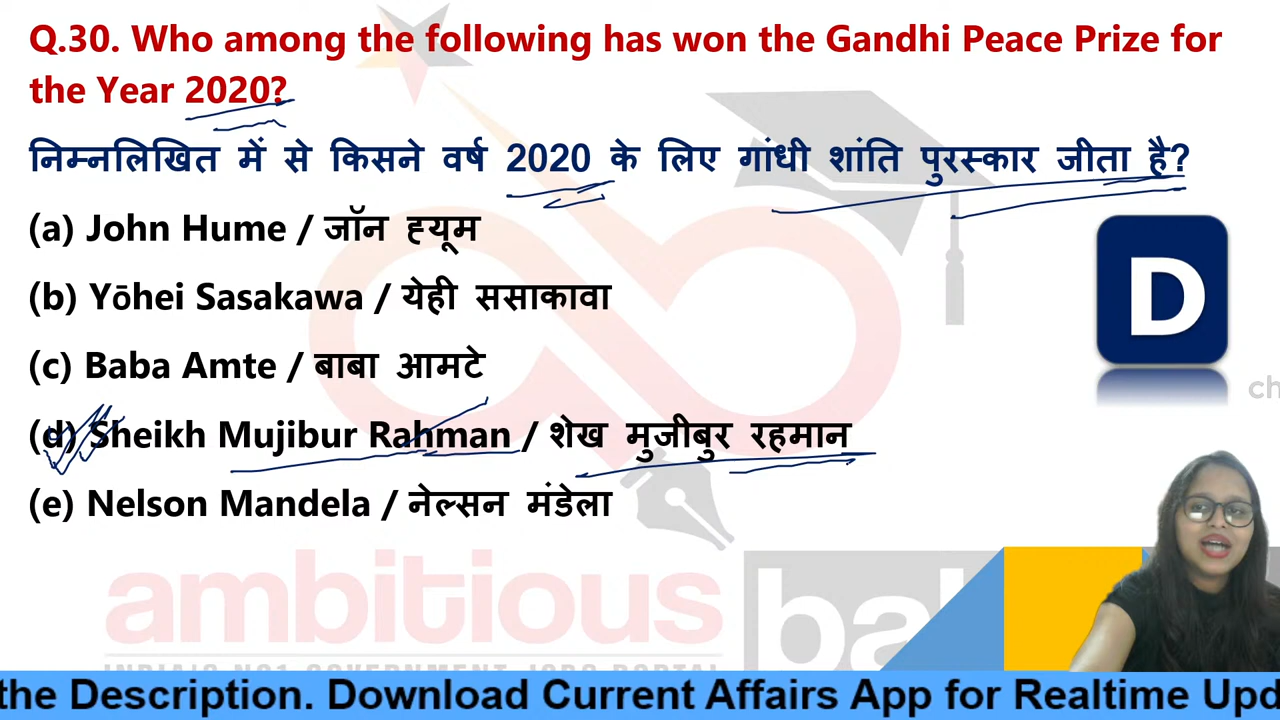 Q.30. Who among the following has won the Gandhi Peace Prize for
the Year 2020?
निम्नलिखित में से किसने वर्ष 2020 के लिए गांधी शांति पुरस्कार जीता है?
(a) John Hume / जॉन ह्यूम
(b) Yōhei Sasakawa / येही ससाकावा
(c) Baba Amte / बाबा आमटे
(d) Sheikh Mujibur Rahman / शेख मुजीबुर रहमान
(e) Nelson Mandela / नेल्सन मंडेला
D
ch
ambitious
ba
the Description. Download Current Affairs App for Realtime Upd